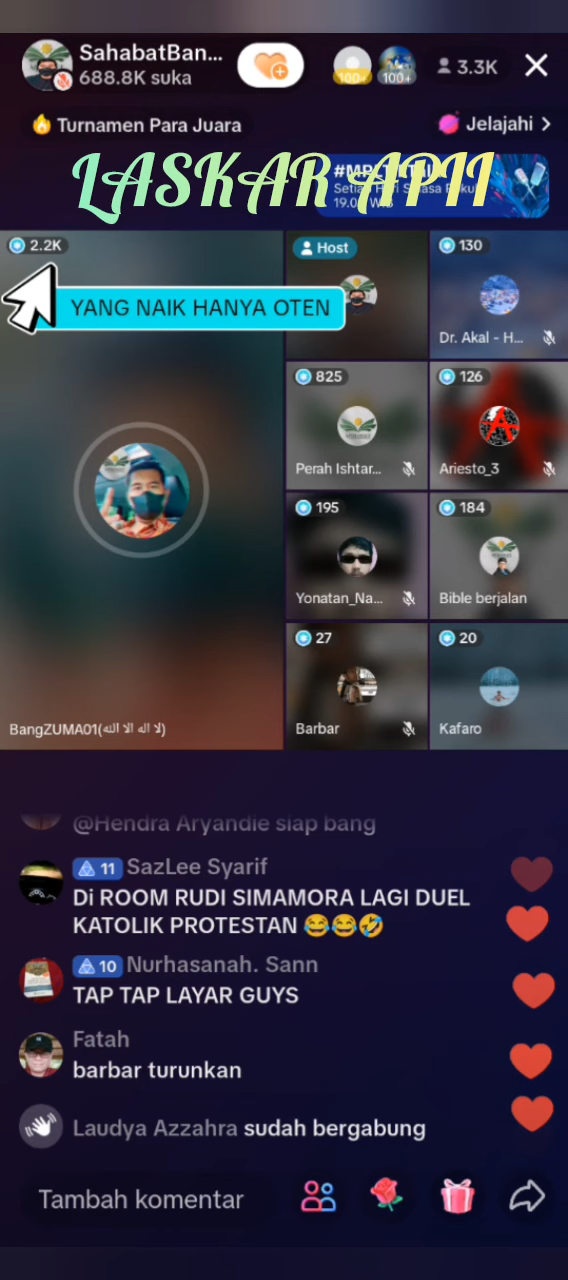 SahabatBan...
688.8K suka
100+
100+
3.3K
Turnamen Para Juara
Jelajahi
LASKAR APII
19.0
2.2K
YANG NAIK HANYA OTEN
Host
130
Dr. Akal - H...
825
Perah Ishtar...
126
Ariesto_3
195
Yonatan_Na...
184
Bible berjalan
27
Barbar
20
Kafaro
BangZUMA01(لا اله الا الله)
@Hendra Aryandie siap bang
11 SazLee Syarif
Di ROOM RUDI SIMAMORA LAGI DUEL
KATOLIK PROTESTAN 😂😂🤣
10 Nurhasanah. Sann
TAP TAP LAYAR GUYS
Fatah
barbar turunkan
Laudya Azzahra sudah bergabung
Tambah komentar